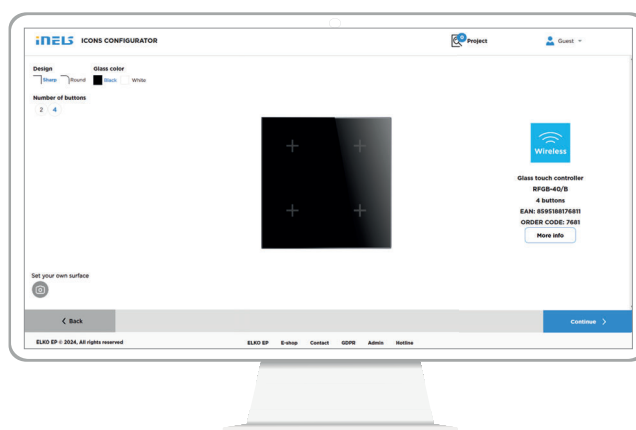 iNELS ICONS CONFIGURATOR
0 Project
Guest
Design
Glass color
Sharp Round Black White
Number of buttons
2 4
Wireless
Glass touch controller
RFGB-40/B
4 buttons
EAN: 8595188176811
ORDER CODE: 7681
More info
Set your own surface
Back
Continue
ELKO EP © 2024, All rights reserved
ELKO EP E-shop Contact GDPR Admin Hotline